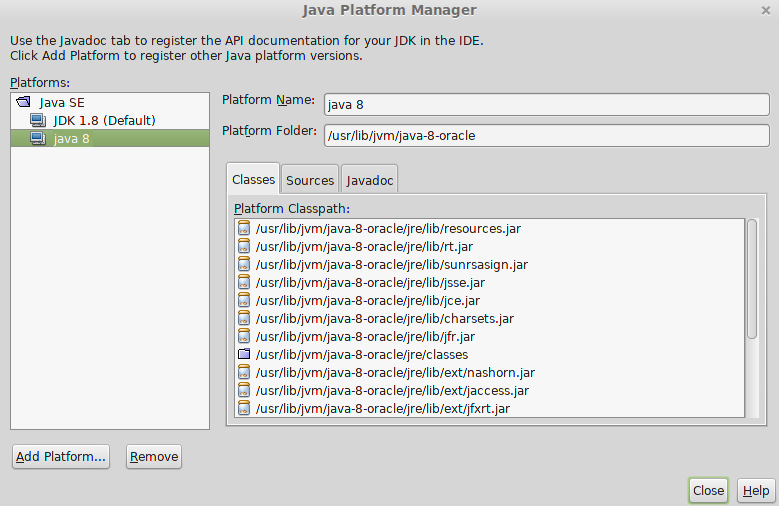 Java Platform Manager
Use the Javadoc tab to register the API documentation for your JDK in the IDE.
Click Add Platform to register other Java platform versions.
Platforms:
Java SE
JDK 1.8 (Default)
java 8
Platform Name: java 8
Platform Folder: /usr/lib/jvm/java-8-oracle
Classes Sources Javadoc
Platform Classpath:
/usr/lib/jvm/java-8-oracle/jre/lib/resources.jar
/usr/lib/jvm/java-8-oracle/jre/lib/rt.jar
/usr/lib/jvm/java-8-oracle/jre/lib/sunrsasign.jar
/usr/lib/jvm/java-8-oracle/jre/lib/jsse.jar
/usr/lib/jvm/java-8-oracle/jre/lib/jce.jar
/usr/lib/jvm/java-8-oracle/jre/lib/charsets.jar
/usr/lib/jvm/java-8-oracle/jre/lib/jfr.jar
/usr/lib/jvm/java-8-oracle/jre/classes
/usr/lib/jvm/java-8-oracle/jre/lib/ext/nashorn.jar
/usr/lib/jvm/java-8-oracle/jre/lib/ext/jaccess.jar
/usr/lib/jvm/java-8-oracle/jre/lib/ext/jfxrt.jar
Add Platform... Remove
Close Help